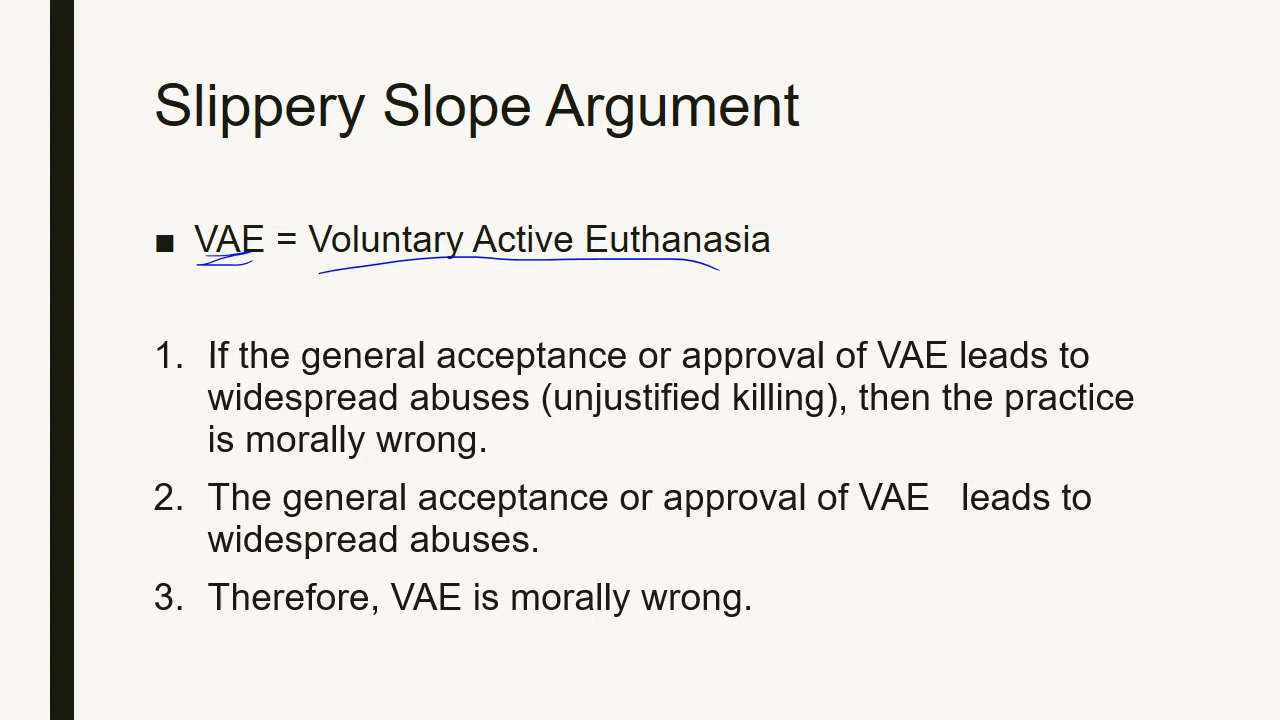 Slippery Slope Argument
■ VAE = Voluntary Active Euthanasia
1. If the general acceptance or approval of VAE leads to
widespread abuses (unjustified killing), then the practice
is morally wrong.
2. The general acceptance or approval of VAE leads to
widespread abuses.
3. Therefore, VAE is morally wrong.